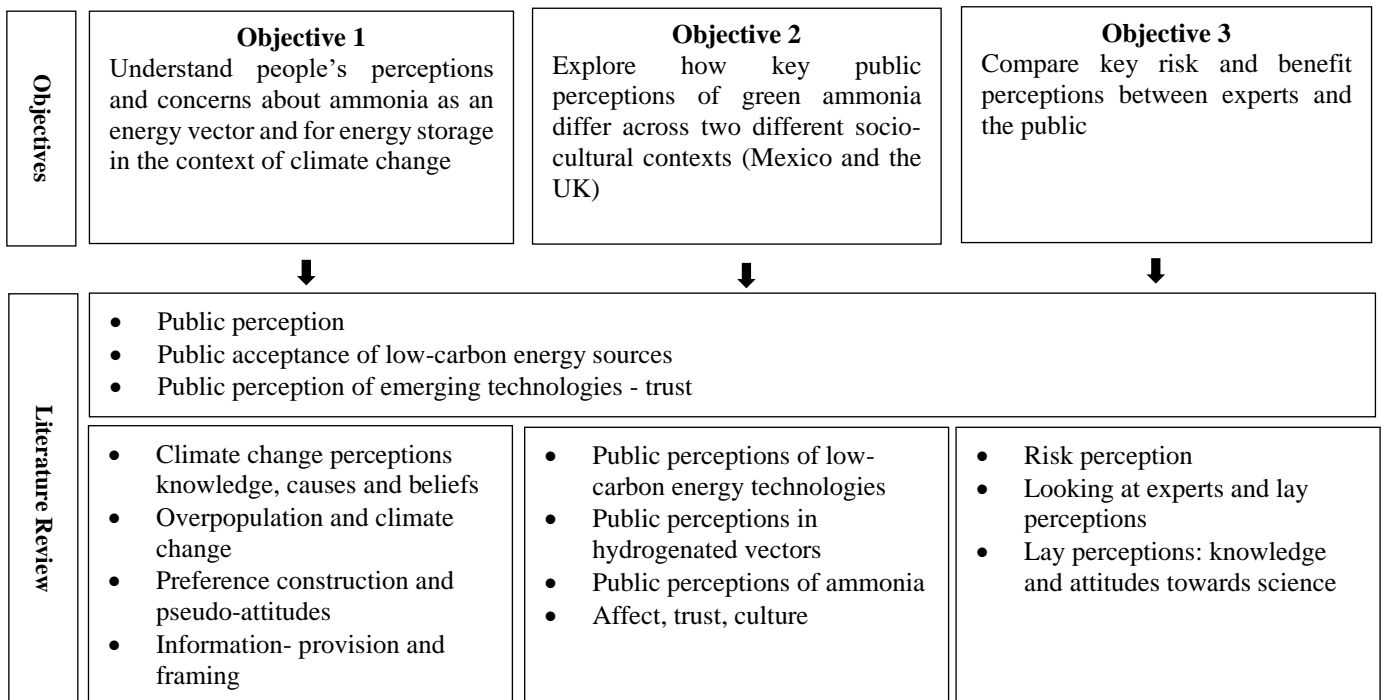 Objectives
Objective 1
Understand people's perceptions
and concerns about ammonia as an
energy vector and for energy storage
in the context of climate change
Objective 2
Explore how key public
perceptions of green ammonia
differ across two different socio-
cultural contexts (Mexico and the
UK)
Objective 3
Compare key risk and benefit
perceptions between experts and
the public
Literature Review
• Public perception
• Public acceptance of low-carbon energy sources
• Public perception of emerging technologies - trust
• Climate change perceptions
knowledge, causes and beliefs
• Overpopulation and climate
change
• Preference construction and
pseudo-attitudes
• Information- provision and
framing
• Public perceptions of low-
carbon energy technologies
• Public perceptions in
hydrogenated vectors
• Public perceptions of ammonia
• Affect, trust, culture
• Risk perception
• Looking at experts and lay
perceptions
• Lay perceptions: knowledge
and attitudes towards science